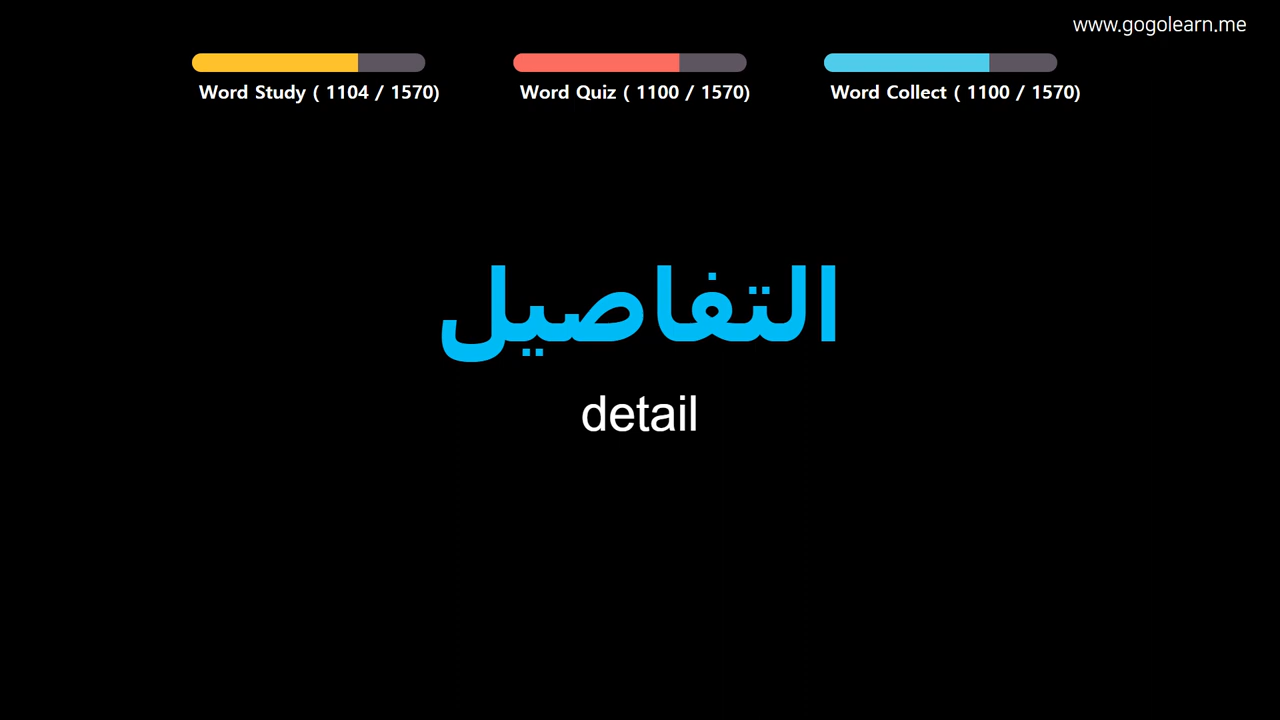 www.gogolearn.me
Word Study ( 1104 / 1570)
Word Quiz ( 1100 / 1570)
Word Collect ( 1100 / 1570)
التفاصيل
detail